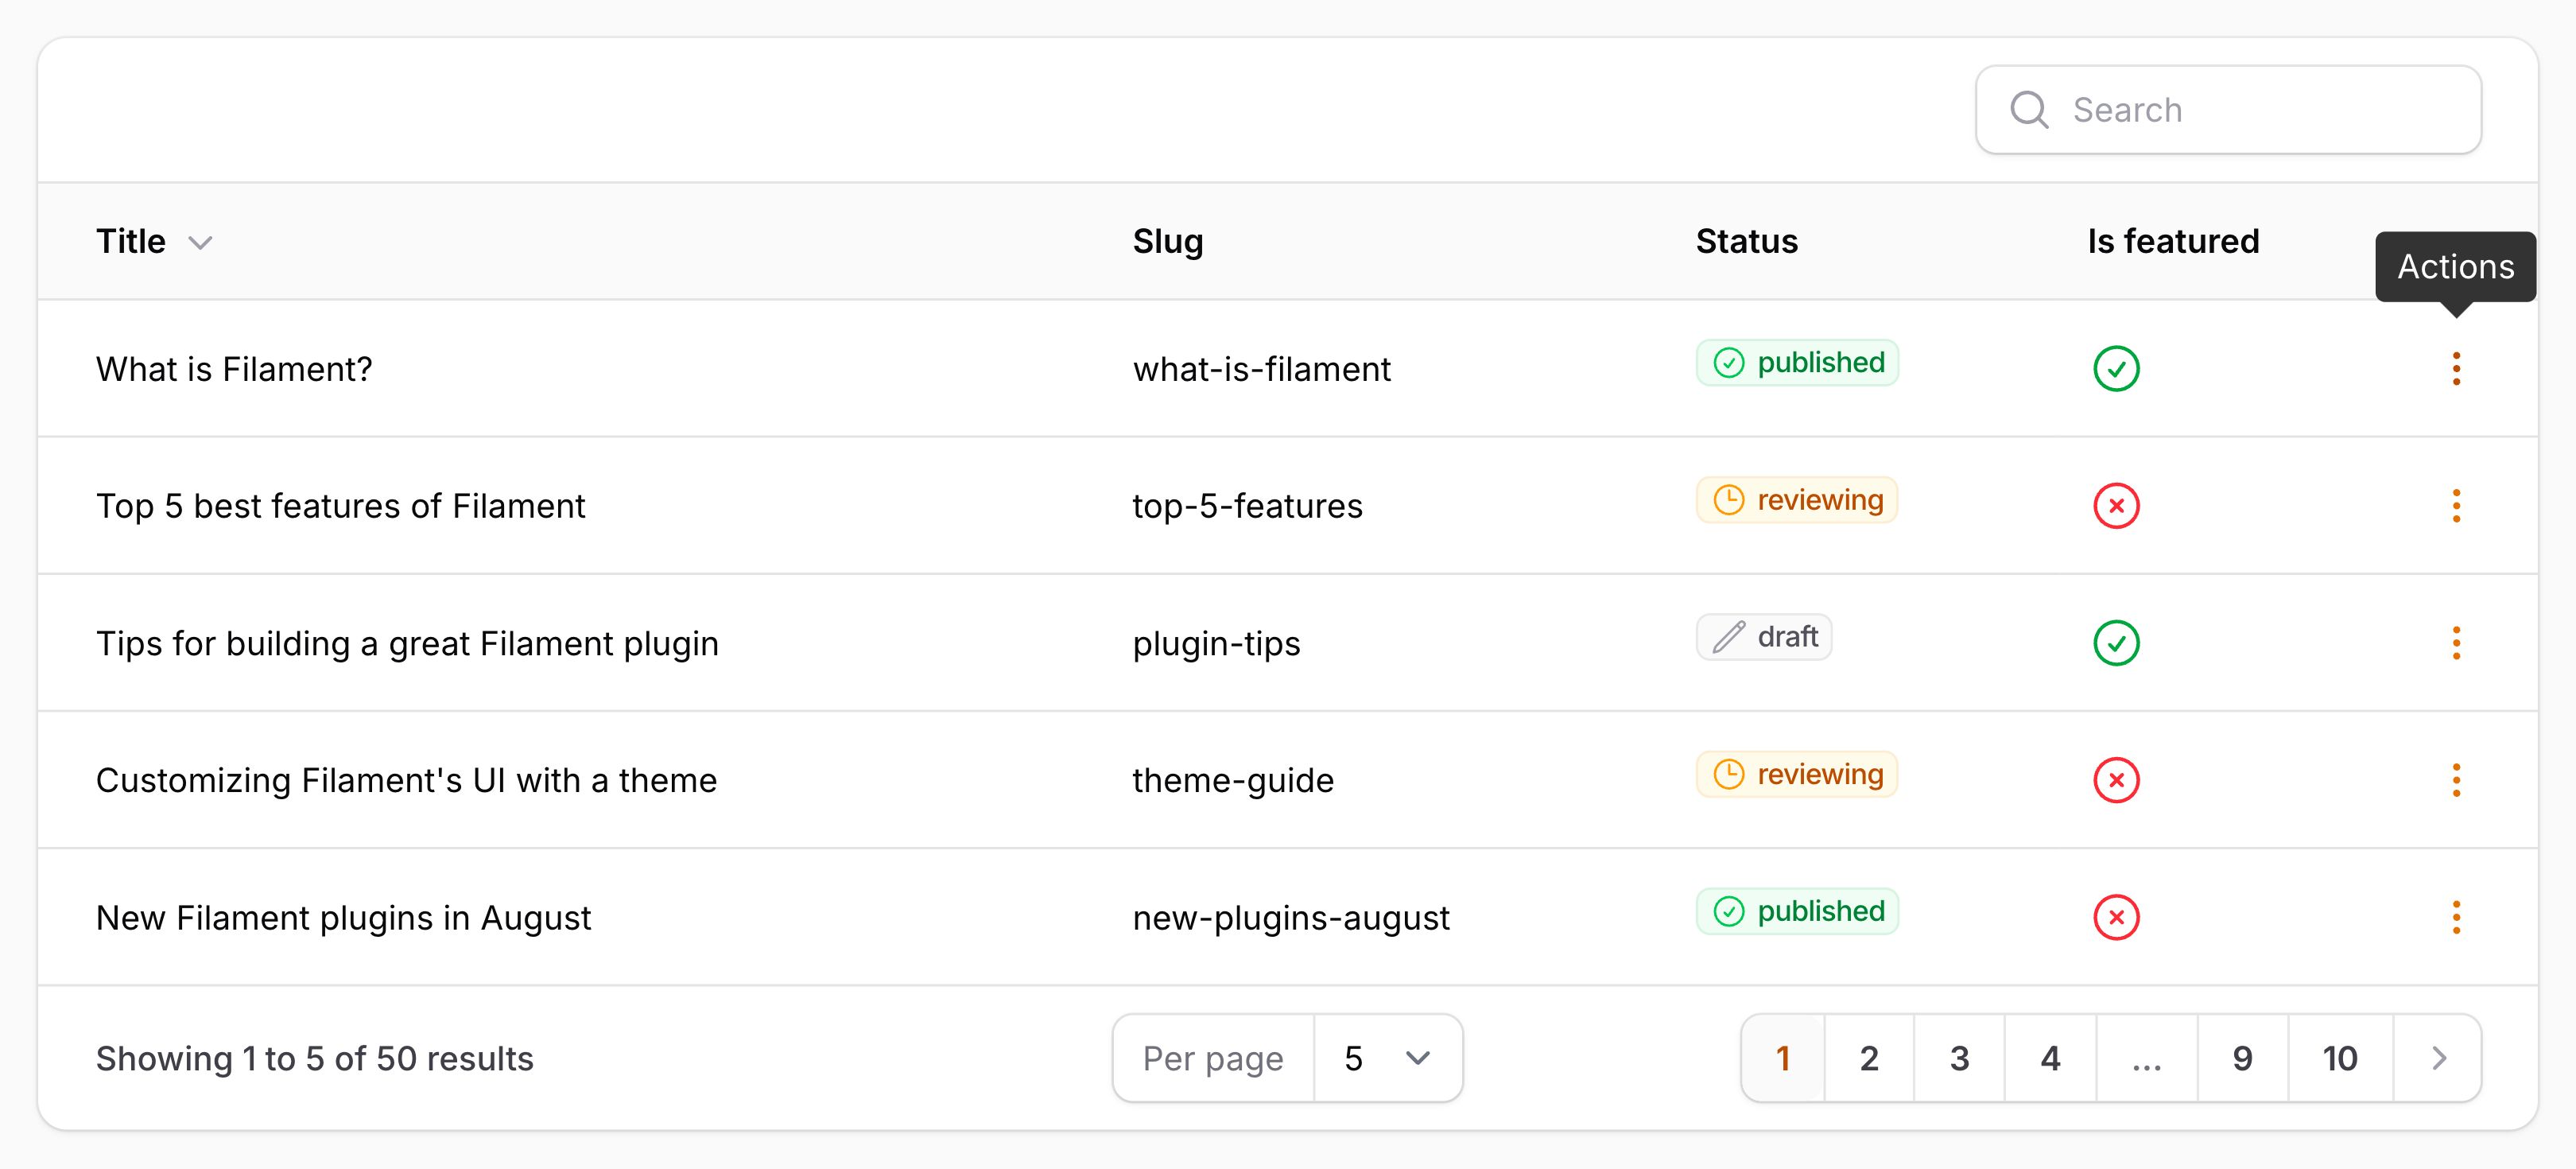 Search
Title Slug Status Is featured
Actions
What is Filament? what-is-filament published
Top 5 best features of Filament top-5-features reviewing
Tips for building a great Filament plugin plugin-tips draft
Customizing Filament's UI with a theme theme-guide reviewing
New Filament plugins in August new-plugins-august published
Showing 1 to 5 of 50 results Per page 5 1 2 3 4 ... 9 10